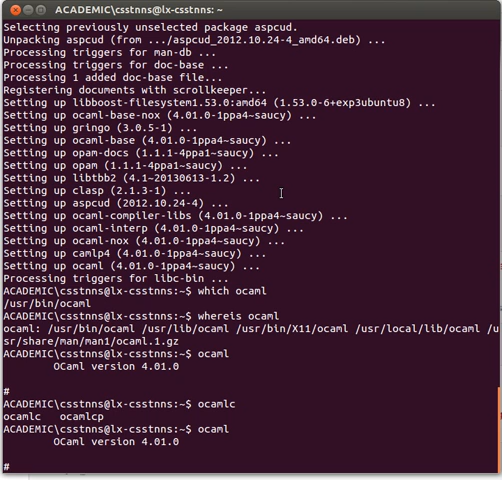 ACADEMIC\csstnns@lx-csstnns: ~
Selecting previously unselected package aspcud.
Unpacking aspcud (from .../aspcud_2012.10.24-4_amd64.deb) ...
Processing triggers for man-db ...
Processing triggers for doc-base ...
Processing 1 added doc-base file...
Registering documents with scrollkeeper...
Setting up libboost-filesystem1.53.0:amd64 (1.53.0-6+exp3ubuntu8) ...
Setting up ocaml-base-nox (4.01.0-1ppa4~saucy) ...
Setting up gringo (3.0.5-1) ...
Setting up ocaml-base (4.01.0-1ppa4~saucy) ...
Setting up opam-docs (1.1.1-4ppa1~saucy) ...
Setting up opam (1.1.1-4ppa1~saucy) ...
Setting up libtbb2 (4.1~20130613-1.2) ...
Setting up clasp (2.1.3-1) ...
Setting up aspcud (2012.10.24-4) ...
Setting up ocaml-compiler-libs (4.01.0-1ppa4~saucy) ...
Setting up ocaml-interp (4.01.0-1ppa4~saucy) ...
Setting up ocaml-nox (4.01.0-1ppa4~saucy) ...
Setting up camlp4 (4.01.0-1ppa4~saucy) ...
Setting up ocaml (4.01.0-1ppa4~saucy) ...
Processing triggers for libc-bin ...
ACADEMIC\csstnns@lx-csstnns:~$ which ocaml
/usr/bin/ocaml
ACADEMIC\csstnns@lx-csstnns:~$ whereis ocaml
ocaml: /usr/bin/ocaml /usr/lib/ocaml /usr/bin/X11/ocaml /usr/local/lib/ocaml /u
sr/share/man/man1/ocaml.1.gz
ACADEMIC\csstnns@lx-csstnns:~$ ocaml
OCaml version 4.01.0
#
ACADEMIC\csstnns@lx-csstnns:~$ ocamlc
ocamlc ocamlcp
ACADEMIC\csstnns@lx-csstnns:~$ ocaml
OCaml version 4.01.0
#